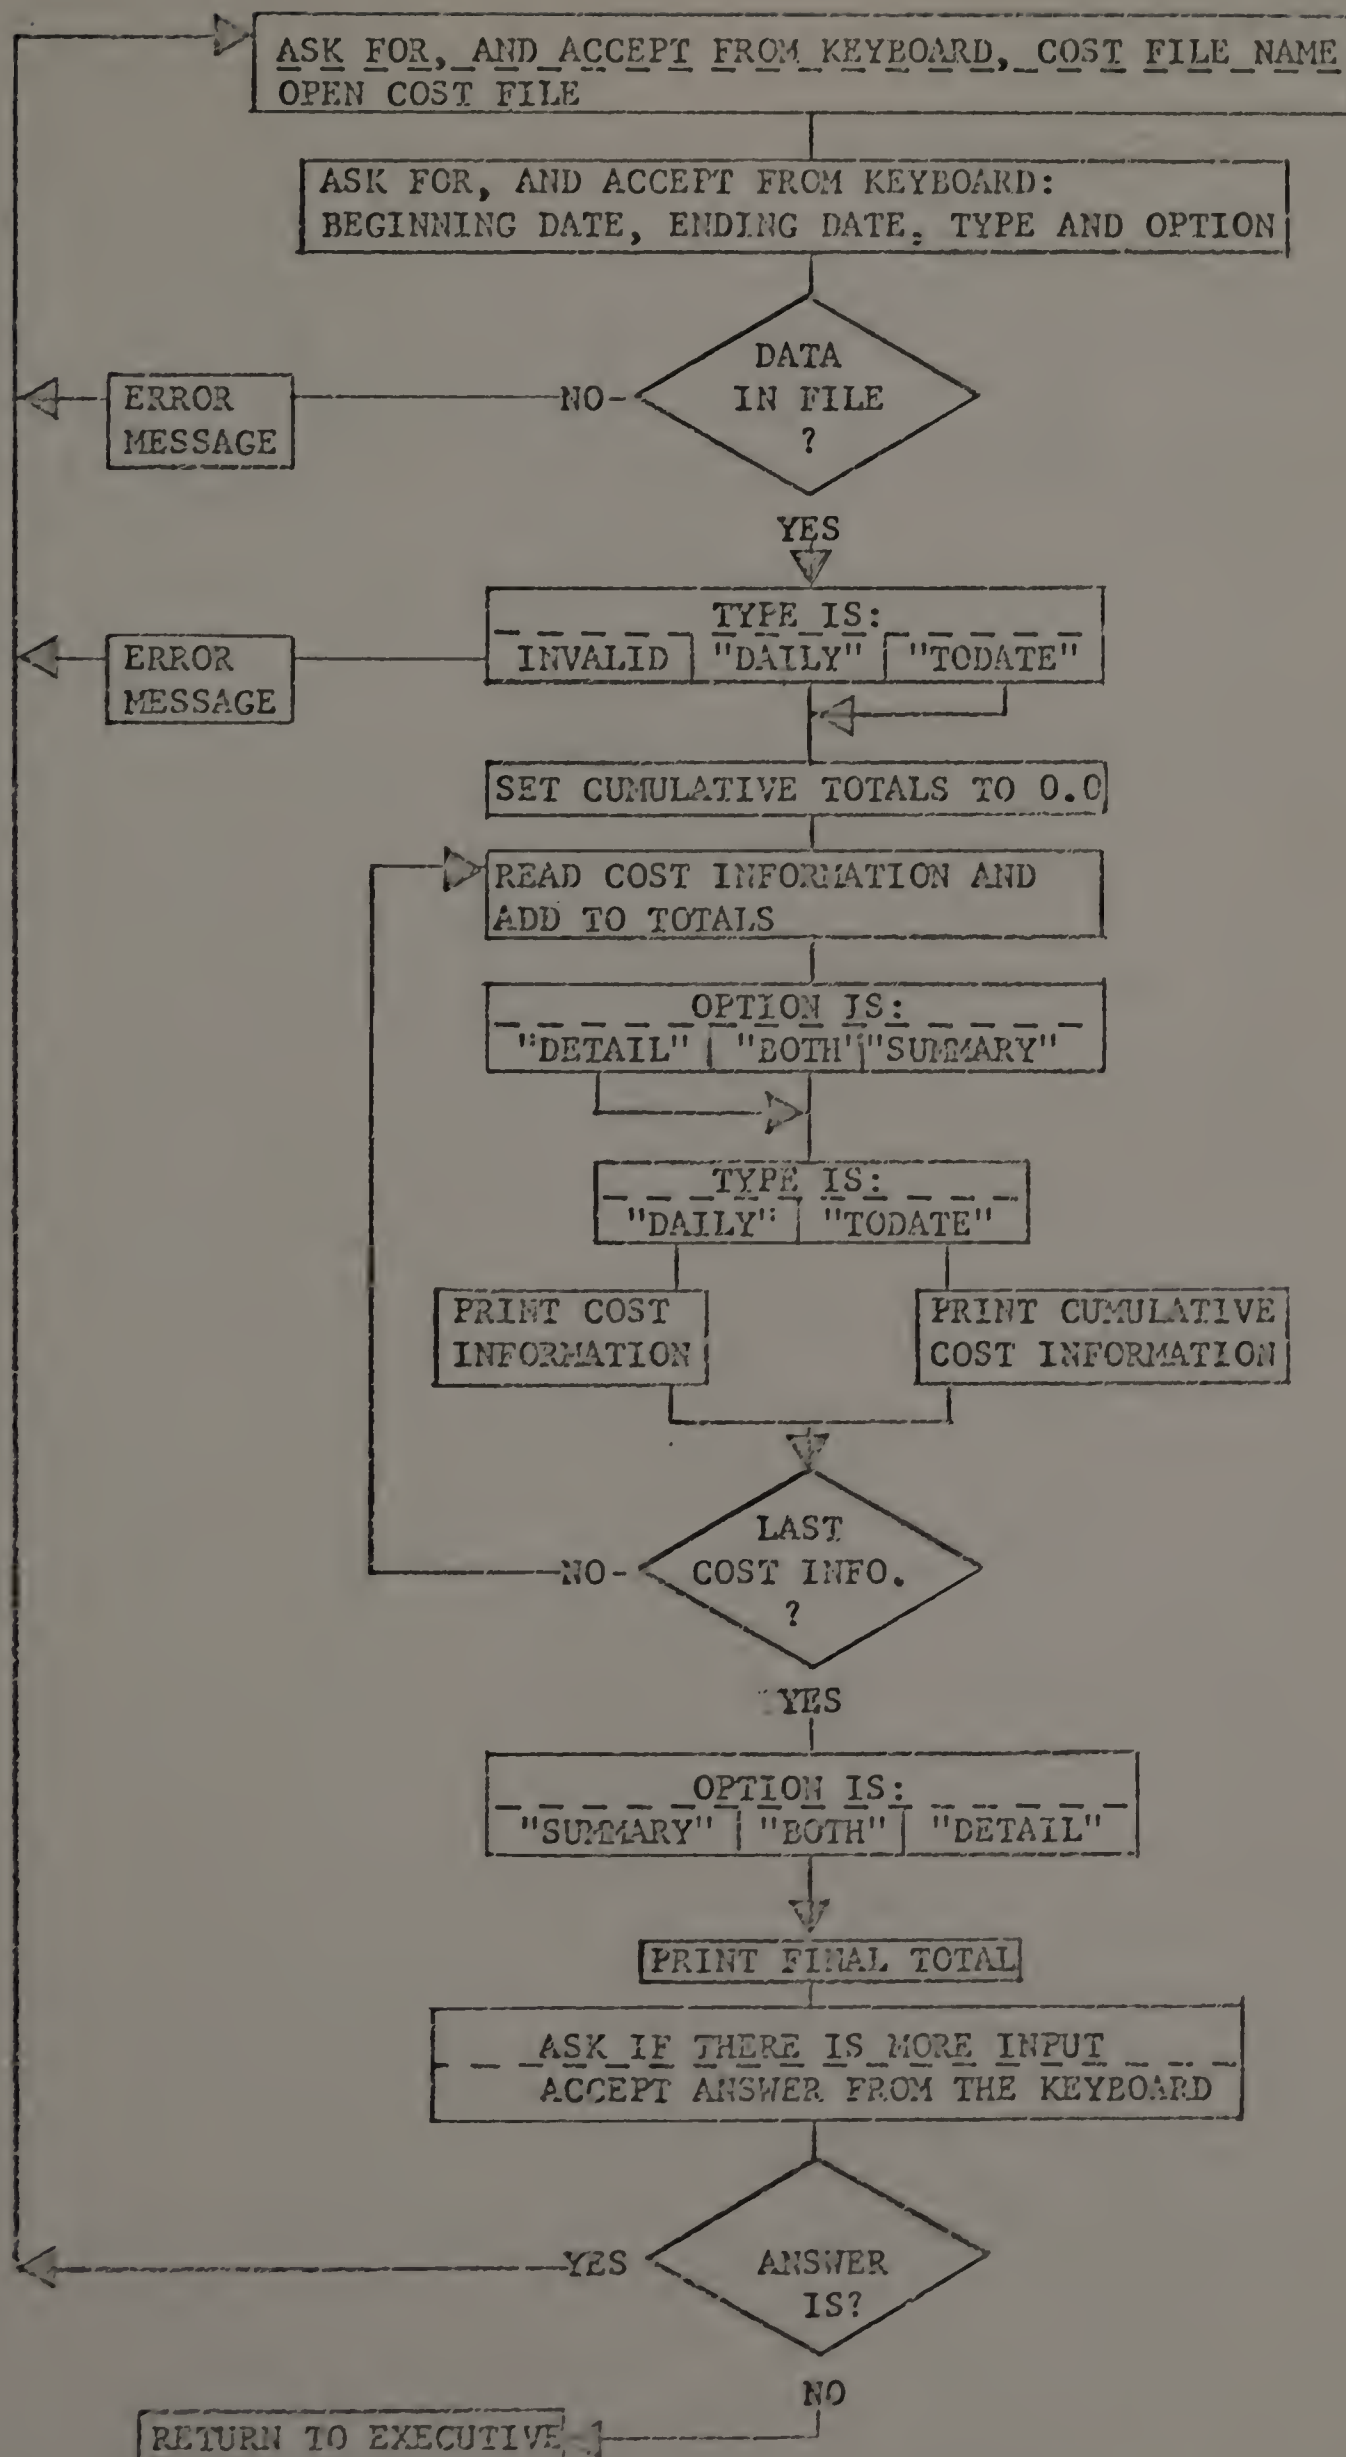 ASK FOR, AND ACCEPT FROM KEYBOARD, COST FILE NAME
OPEN COST FILE
ASK FOR, AND ACCEPT FROM KEYBOARD:
BEGINNING DATE, ENDING DATE, TYPE AND OPTION
DATA
IN FILE
?
NO
ERROR
MESSAGE
YES
TYPE IS:
INVALID "DAILY" "TODATE"
ERROR
MESSAGE
SET CUMULATIVE TOTALS TO 0.0
READ COST INFORMATION AND
ADD TO TOTALS
OPTION IS:
"DETAIL" "BOTH" "SUMMARY"
TYPE IS:
"DAILY" "TODATE"
PRINT COST
INFORMATION
PRINT CUMULATIVE
COST INFORMATION
LAST
COST INFO.
?
NO
YES
OPTION IS:
"SUMMARY" "BOTH" "DETAIL"
PRINT FINAL TOTAL
ASK IF THERE IS MORE INPUT
ACCEPT ANSWER FROM THE KEYBOARD
YES
ANSWER
IS?
NO
RETURN TO EXECUTIVE